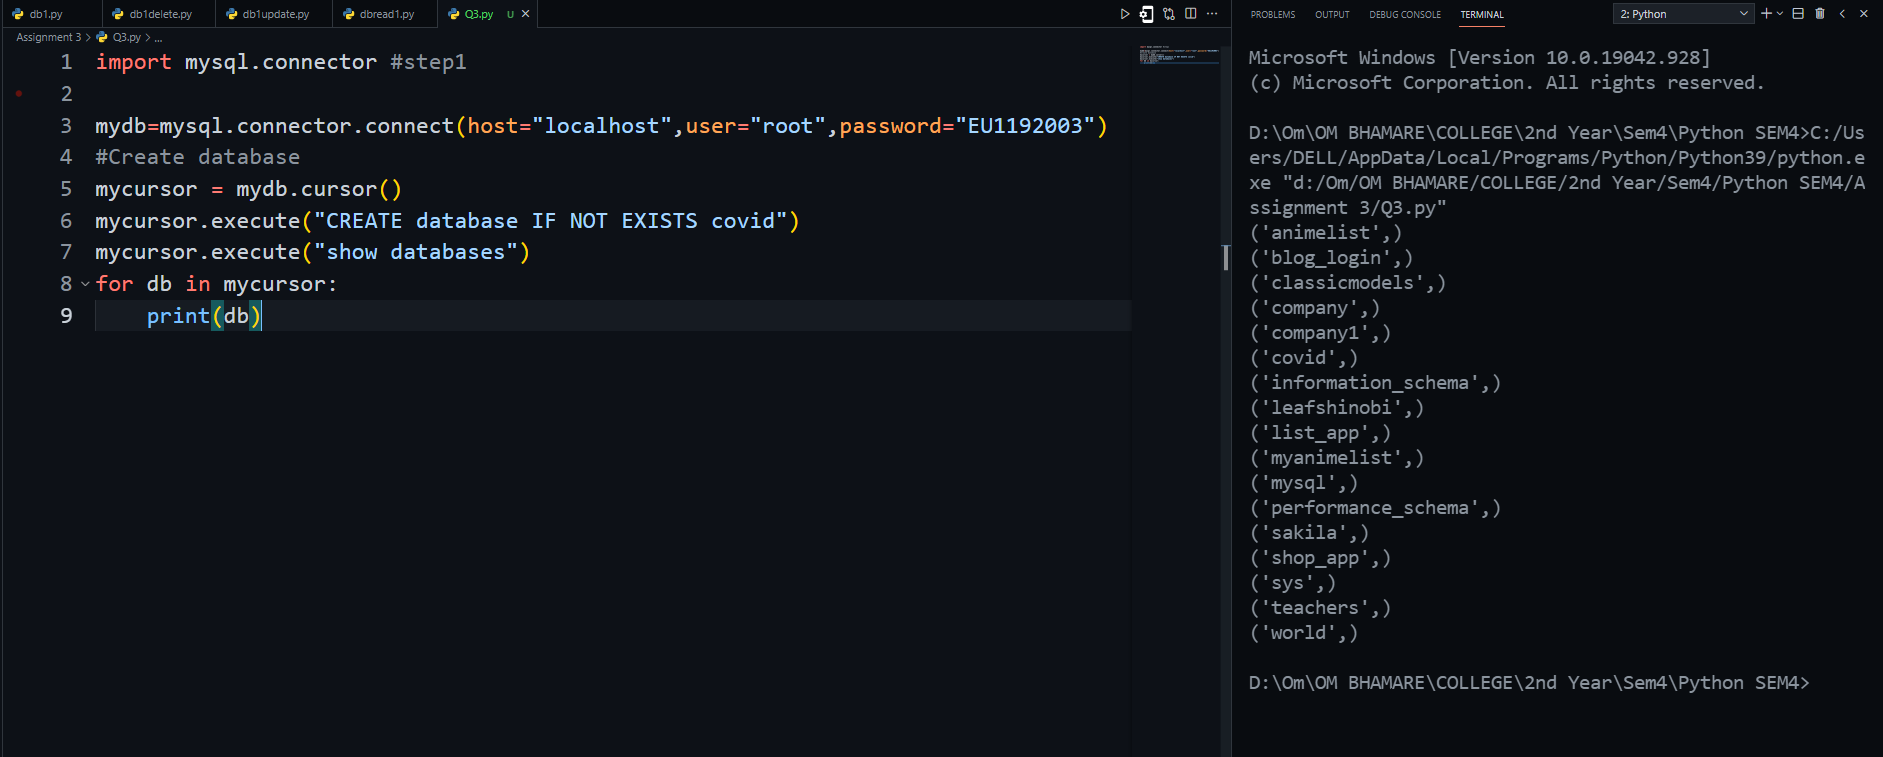 db1.py db1delete.py db1update.py dbread1.py Q3.py U
Assignment 3 > Q3.py > ...
1 import mysql.connector #step1
2
3 mydb=mysql.connector.connect(host="localhost",user="root",password="EU1192003")
4 #Create database
5 mycursor = mydb.cursor()
6 mycursor.execute("CREATE database IF NOT EXISTS covid")
7 mycursor.execute("show databases")
8 for db in mycursor:
9     print(db)
PROBLEMS OUTPUT DEBUG CONSOLE TERMINAL 2: Python
Microsoft Windows [Version 10.0.19042.928]
(c) Microsoft Corporation. All rights reserved.
D:\Om\OM BHAMARE\COLLEGE\2nd Year\Sem4\Python SEM4>C:/Us
ers/DELL/AppData/Local/Programs/Python/Python39/python.e
xe "d:/Om/OM BHAMARE/COLLEGE/2nd Year/Sem4/Python SEM4/A
ssignment 3/Q3.py"
('animelist',)
('blog_login',)
('classicmodels',)
('company',)
('company1',)
('covid',)
('information_schema',)
('leafshinobi',)
('list_app',)
('myanimelist',)
('mysql',)
('performance_schema',)
('sakila',)
('shop_app',)
('sys',)
('teachers',)
('world',)
D:\Om\OM BHAMARE\COLLEGE\2nd Year\Sem4\Python SEM4>